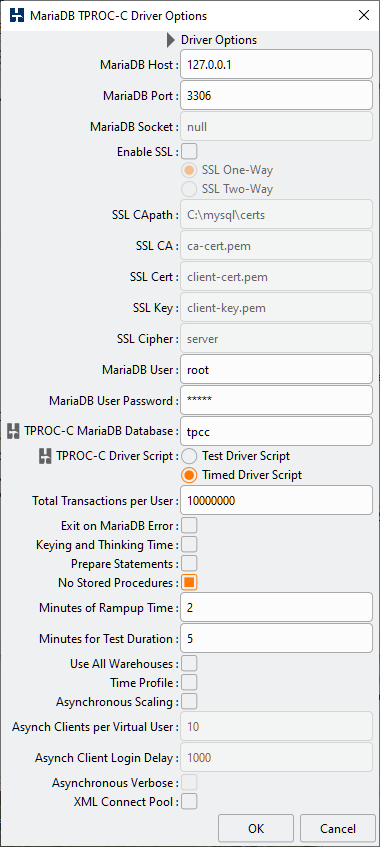 MariaDB TPROC-C Driver Options
Driver Options
MariaDB Host : 127.0.0.1
MariaDB Port : 3306
MariaDB Socket : null
Enable SSL :
SSL One-Way
SSL Two-Way
SSL CApath : C:\mysql\certs
SSL CA : ca-cert.pem
SSL Cert : client-cert.pem
SSL Key : client-key.pem
SSL Cipher : server
MariaDB User : root
MariaDB User Password : *****
TPROC-C MariaDB Database : tpcc
TPROC-C Driver Script : Test Driver Script
Timed Driver Script
Total Transactions per User : 10000000
Exit on MariaDB Error :
Keying and Thinking Time :
Prepare Statements :
No Stored Procedures :
Minutes of Rampup Time : 2
Minutes for Test Duration : 5
Use All Warehouses :
Time Profile :
Asynchronous Scaling :
Asynch Clients per Virtual User : 10
Asynch Client Login Delay : 1000
Asynchronous Verbose :
XML Connect Pool :
OK Cancel